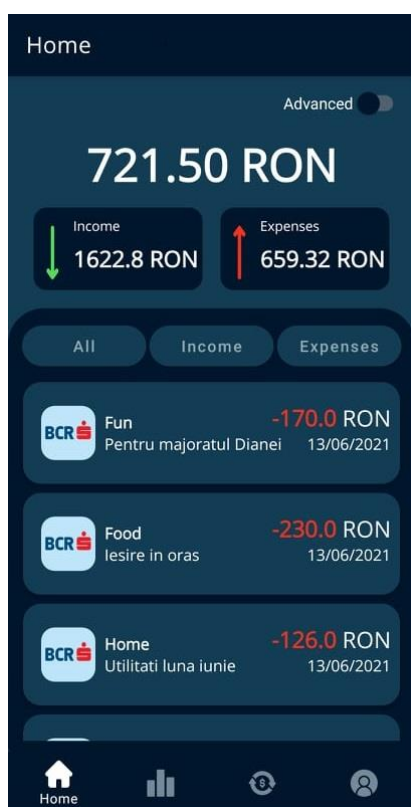 Home
Advanced
721.50 RON
Income
1622.8 RON
Expenses
659.32 RON
All
Income
Expenses
BCR
Fun
-170.0 RON
Pentru majoratul Dianei
13/06/2021
BCR
Food
-230.0 RON
Iesire in oras
13/06/2021
BCR
Home
-126.0 RON
Utilitati luna iunie
13/06/2021
Home